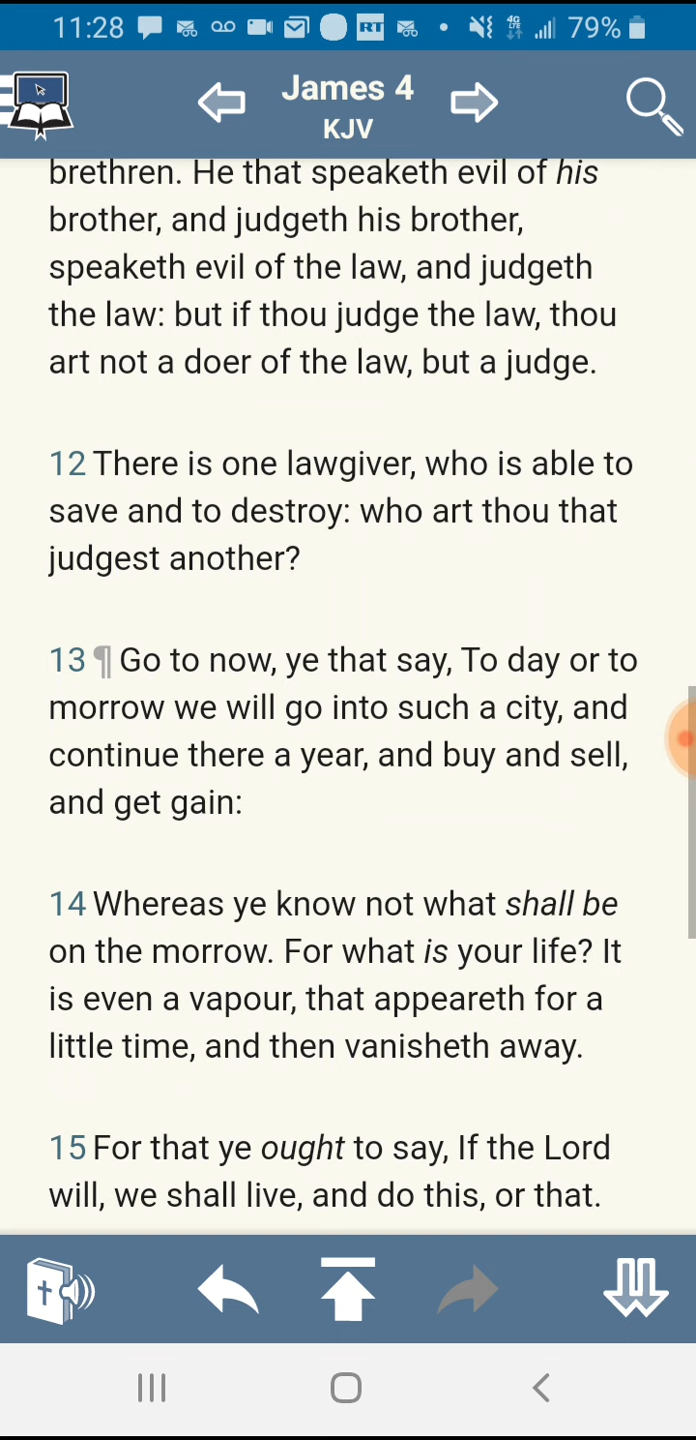 11:28 RT 4G LTE 79%
James 4
KJV
brethren. He that speaketh evil of his
brother, and judgeth his brother,
speaketh evil of the law, and judgeth
the law: but if thou judge the law, thou
art not a doer of the law, but a judge.
12 There is one lawgiver, who is able to
save and to destroy: who art thou that
judgest another?
13 ¶ Go to now, ye that say, To day or to
morrow we will go into such a city, and
continue there a year, and buy and sell,
and get gain:
14 Whereas ye know not what shall be
on the morrow. For what is your life? It
is even a vapour, that appeareth for a
little time, and then vanisheth away.
15 For that ye ought to say, If the Lord
will, we shall live, and do this, or that.